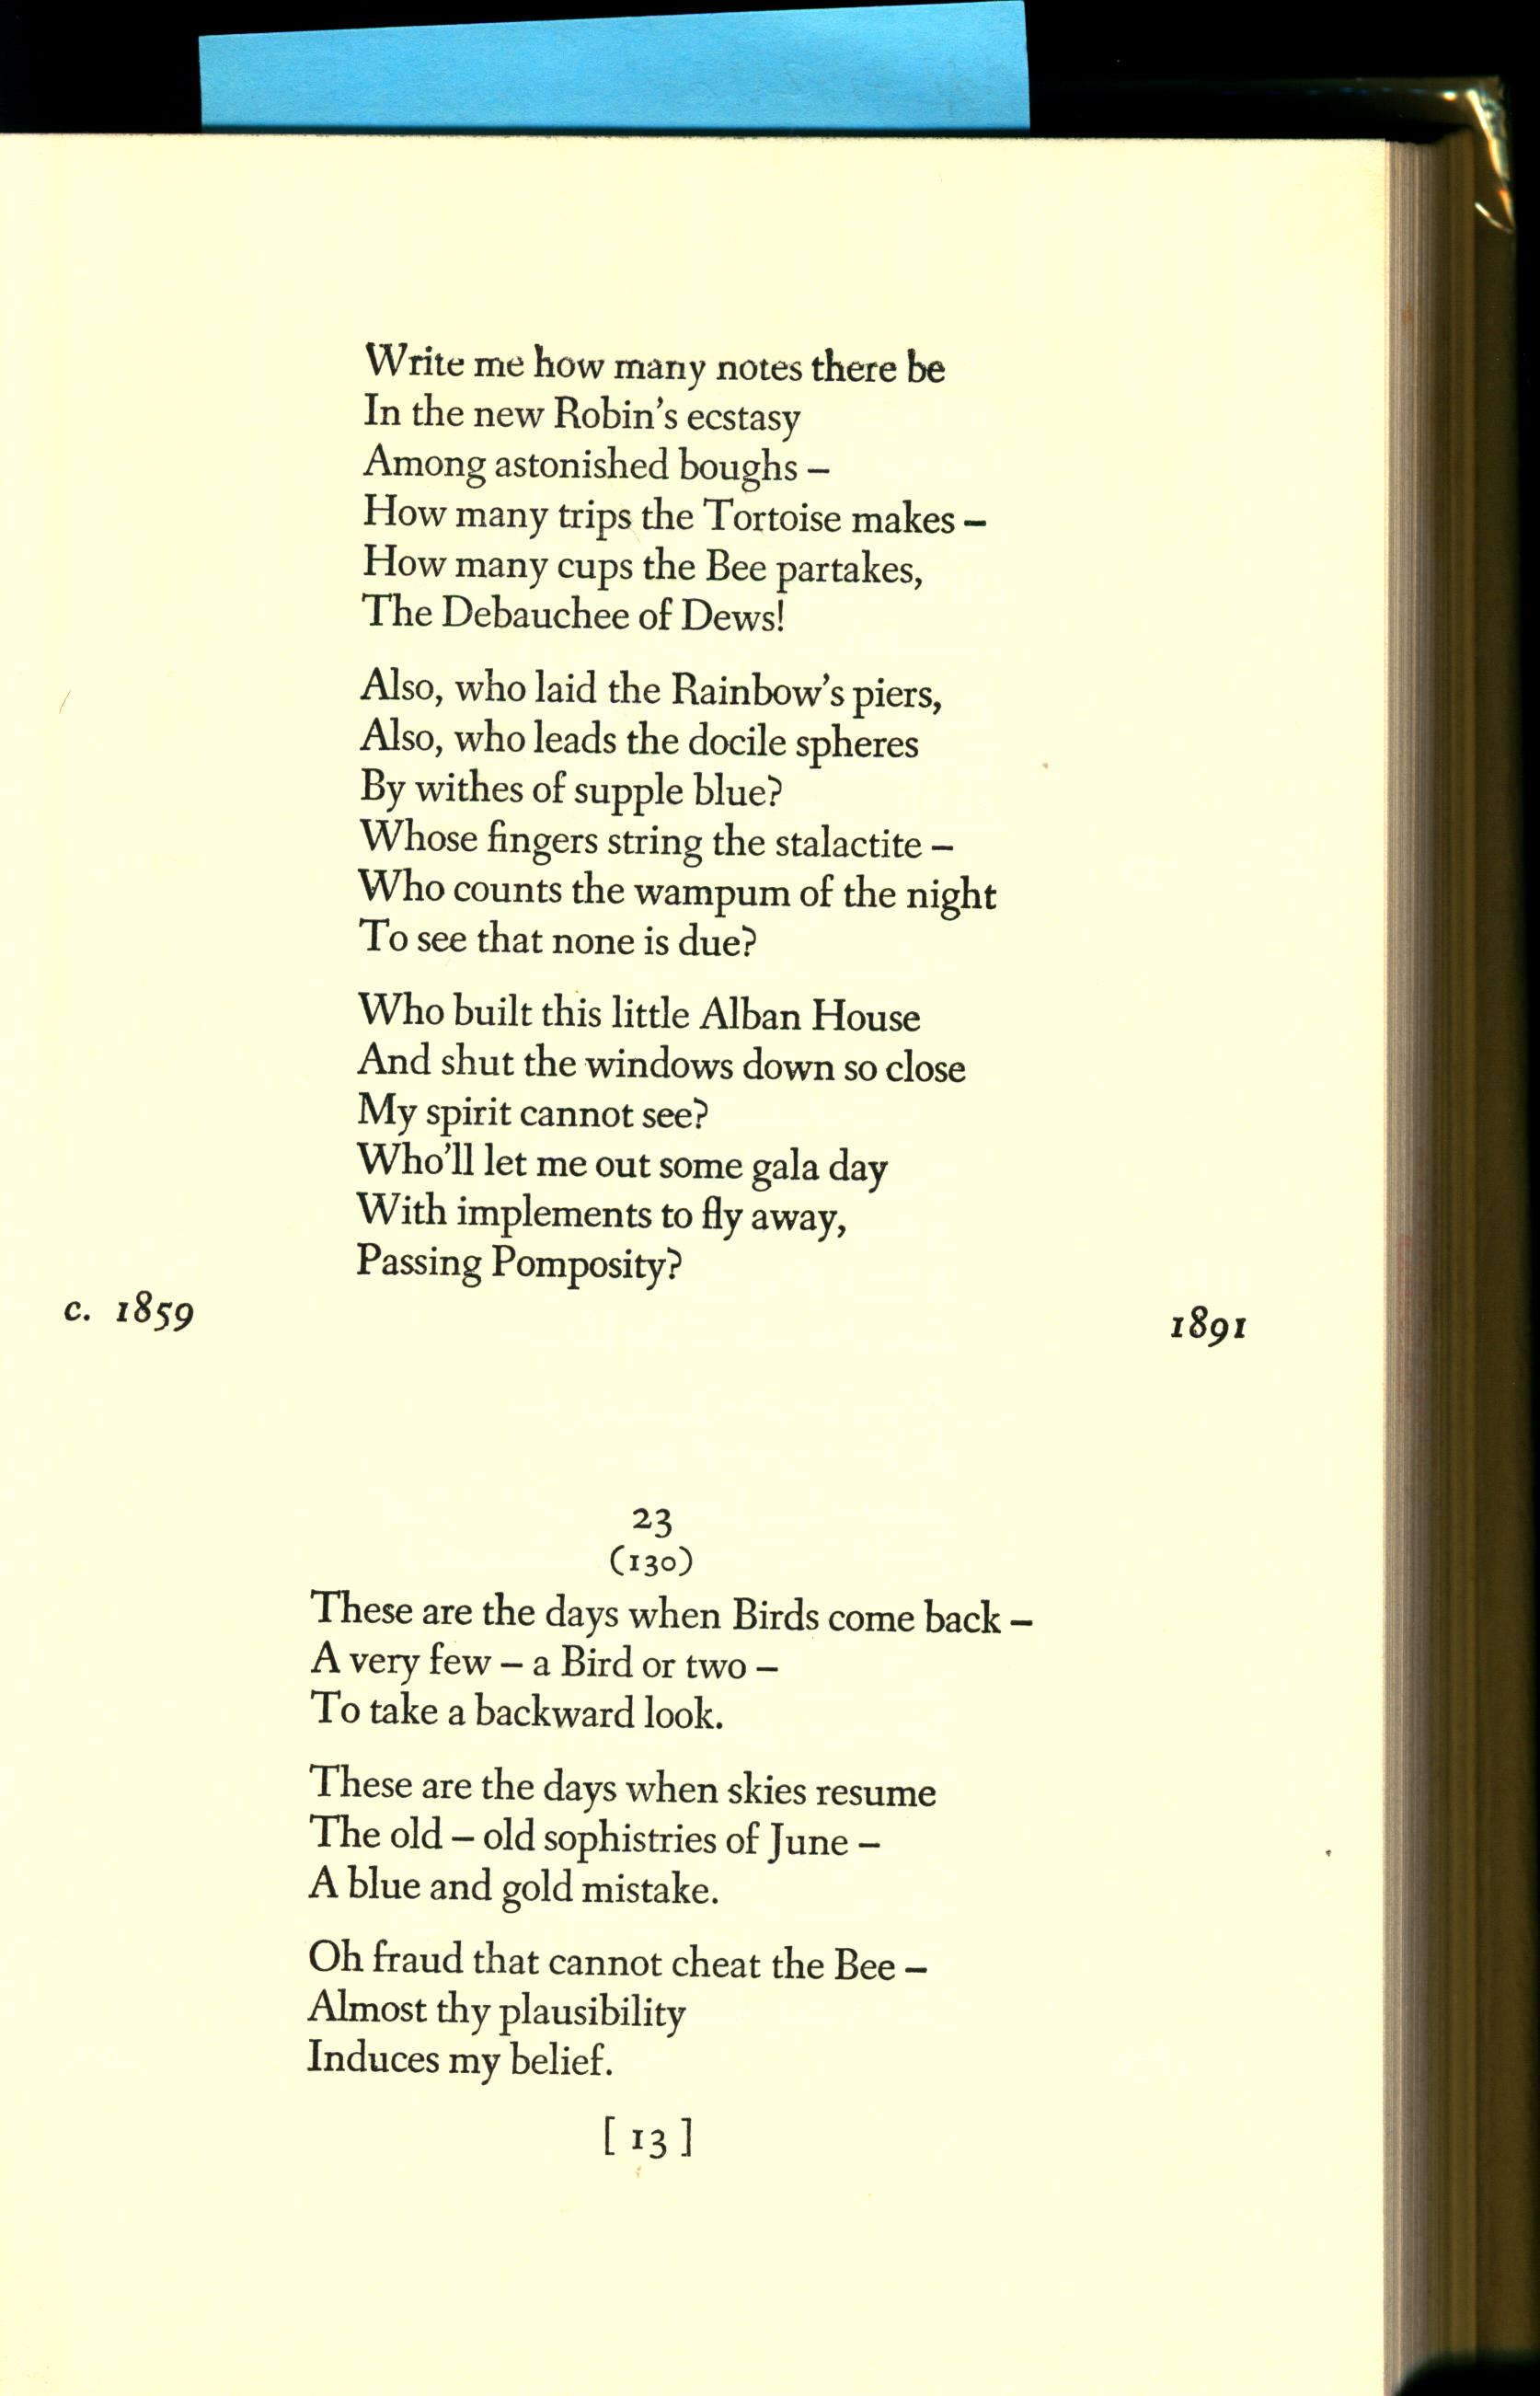 Write me how many notes there be
In the new Robin's ecstasy
Among astonished boughs –
How many trips the Tortoise makes –
How many cups the Bee partakes,
The Debauchee of Dews!
Also, who laid the Rainbow's piers,
Also, who leads the docile spheres
By withes of supple blue?
Whose fingers string the stalactite –
Who counts the wampum of the night
To see that none is due?
Who built this little Alban House
And shut the windows down so close
My spirit cannot see?
Who'll let me out some gala day
With implements to fly away,
Passing Pomposity?
c. 1859 1891
23
(130)
These are the days when Birds come back –
A very few – a Bird or two –
To take a backward look.
These are the days when skies resume
The old – old sophistries of June –
A blue and gold mistake.
Oh fraud that cannot cheat the Bee –
Almost thy plausibility
Induces my belief.
[ 13 ]